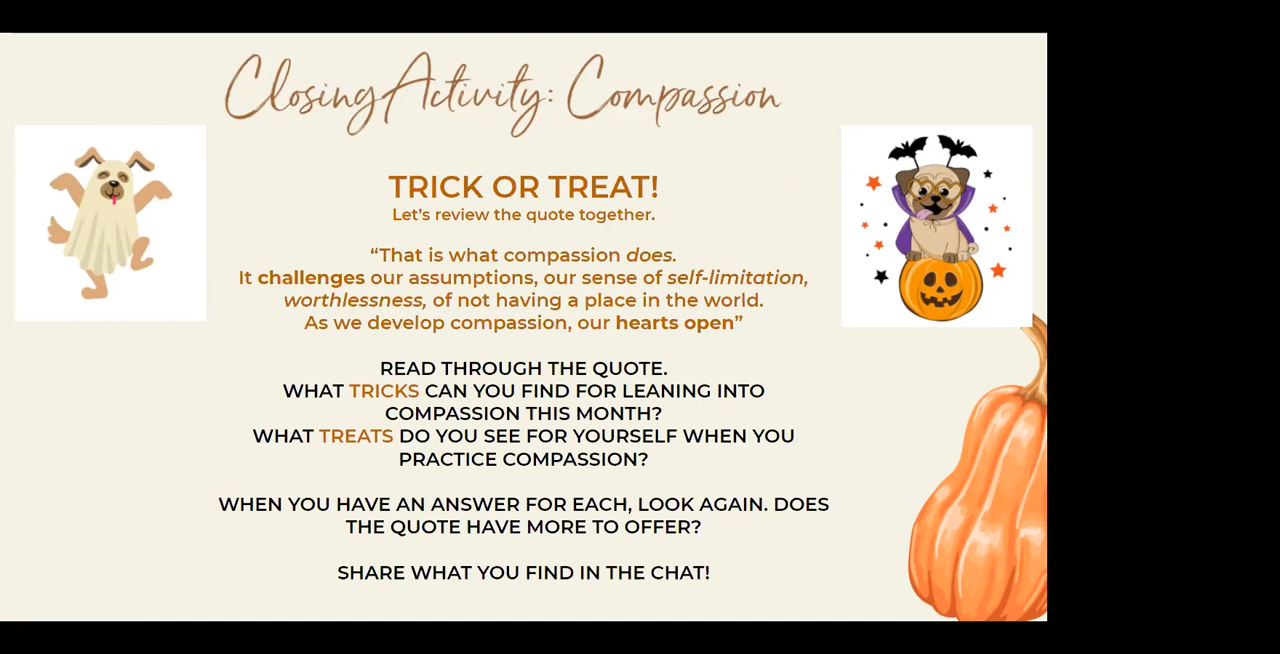 Closing Activity: Compassion
TRICK OR TREAT!
Let's review the quote together.
“That is what compassion does.
It challenges our assumptions, our sense of self-limitation,
worthlessness, of not having a place in the world.
As we develop compassion, our hearts open”
READ THROUGH THE QUOTE.
WHAT TRICKS CAN YOU FIND FOR LEANING INTO
COMPASSION THIS MONTH?
WHAT TREATS DO YOU SEE FOR YOURSELF WHEN YOU
PRACTICE COMPASSION?
WHEN YOU HAVE AN ANSWER FOR EACH, LOOK AGAIN. DOES
THE QUOTE HAVE MORE TO OFFER?
SHARE WHAT YOU FIND IN THE CHAT!